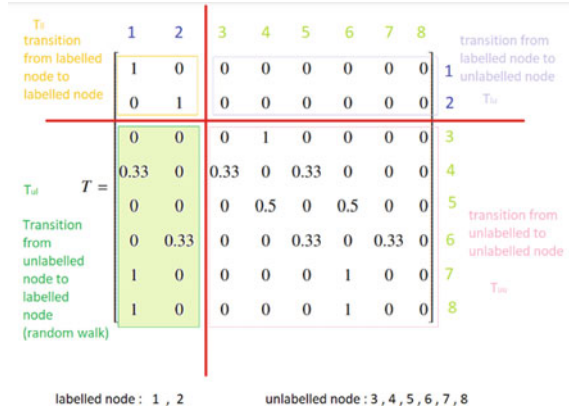 T_ll
transition
from labelled
node to
labelled
node
1 2 3 4 5 6 7 8
transition from
labelled node to
unlabelled node
T_lu
1 0 0 0 0 0 0 0 1
0 1 0 0 0 0 0 0 2
0 0 0 1 0 0 0 0 3
0.33 0 0.33 0 0.33 0 0 0 4
0 0 0 0.5 0 0.5 0 0 5
0 0.33 0 0 0.33 0 0.33 0 6
1 0 0 0 0 1 0 0 7
1 0 0 0 0 1 0 0 8
T =
T_ul
Transition
from
unlabelled
node to
labelled
node
(random walk)
transition from
unlabelled to
unlabelled node
T_uu
labelled node : 1 , 2
unlabelled node : 3 , 4 , 5 , 6 , 7 , 8